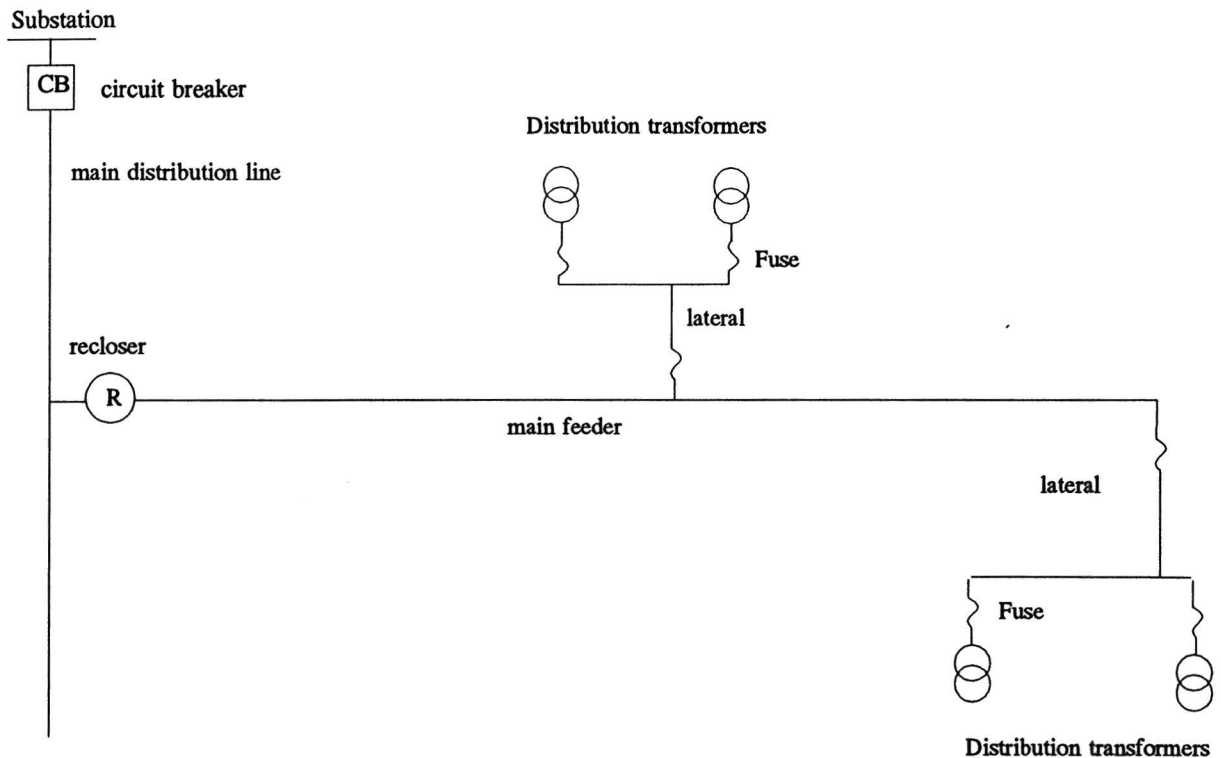 Substation
CB
circuit breaker
Distribution transformers
main distribution line
Fuse
lateral
recloser
R
main feeder
lateral
Fuse
Distribution transformers